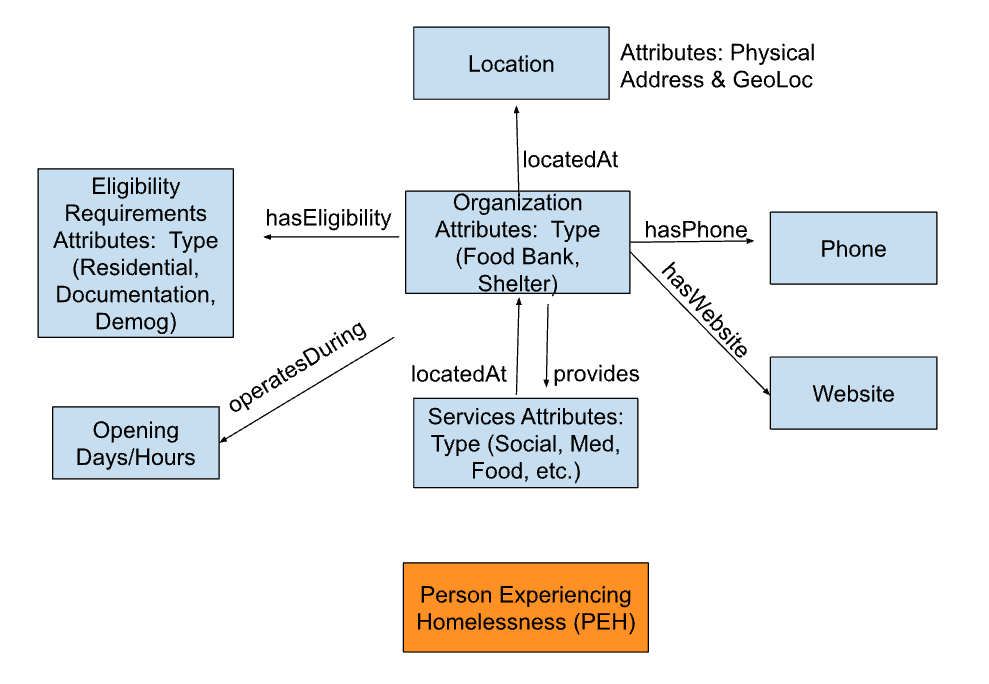 Location
Attributes: Physical
Address & GeoLoc
locatedAt
Eligibility
Requirements
Attributes: Type
(Residential,
Documentation,
Demog)
hasEligibility
Organization
Attributes: Type
(Food Bank,
Shelter)
hasPhone
Phone
hasWebsite
Website
operatesDuring
Opening
Days/Hours
locatedAt
provides
Services Attributes:
Type (Social, Med,
Food, etc.)
Person Experiencing
Homelessness (PEH)